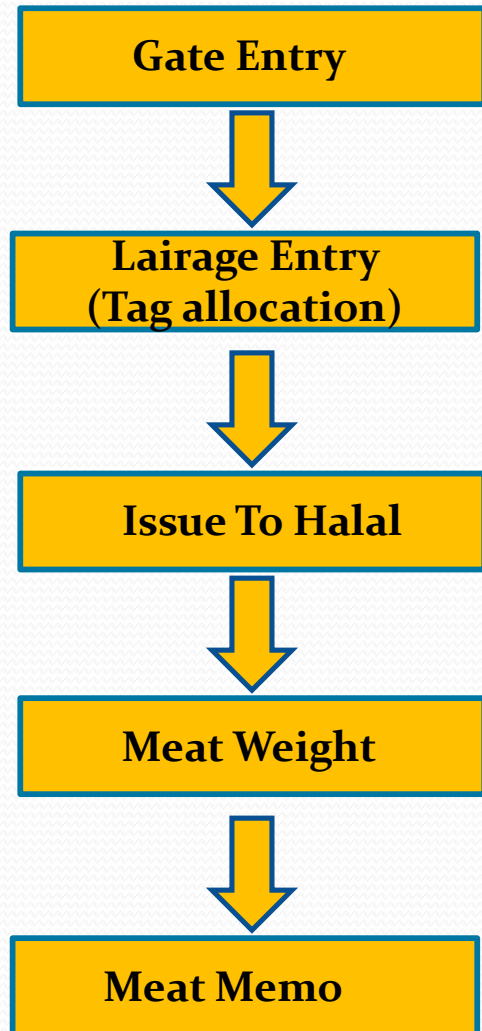 Gate Entry
Lairage Entry
(Tag allocation)
Issue To Halal
Meat Weight
Meat Memo